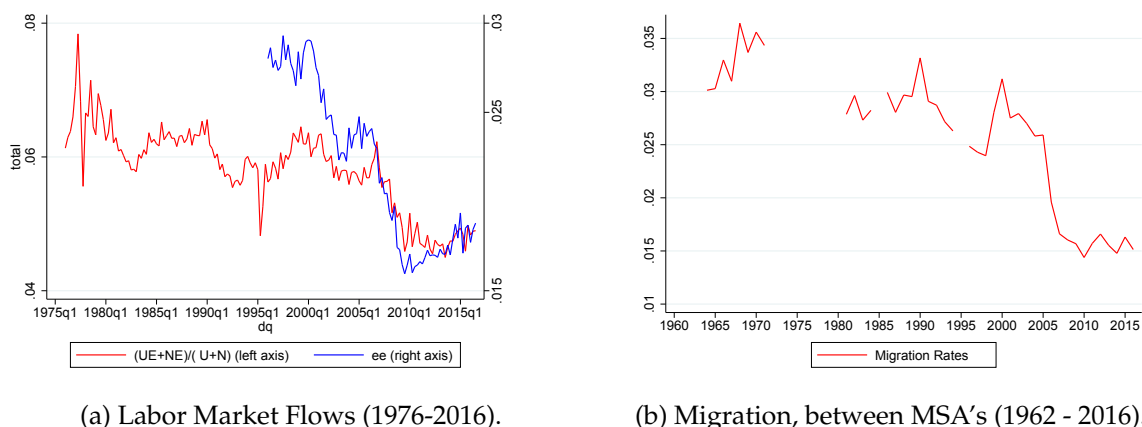 .08
.06
.04
total
.03
.025
.015
1975q1 1980q1 1985q1 1990q1 1995q1 2000q1 2005q1 2010q1 2015q1
dq
(UE+NE)/( U+N) (left axis)
ee (right axis)
(a) Labor Market Flows (1976-2016).
.035
.03
.025
.02
.015
.01
1960 1965 1970 1975 1980 1985 1990 1995 2000 2005 2010 2015
Migration Rates
(b) Migration, between MSA's (1962 - 2016)